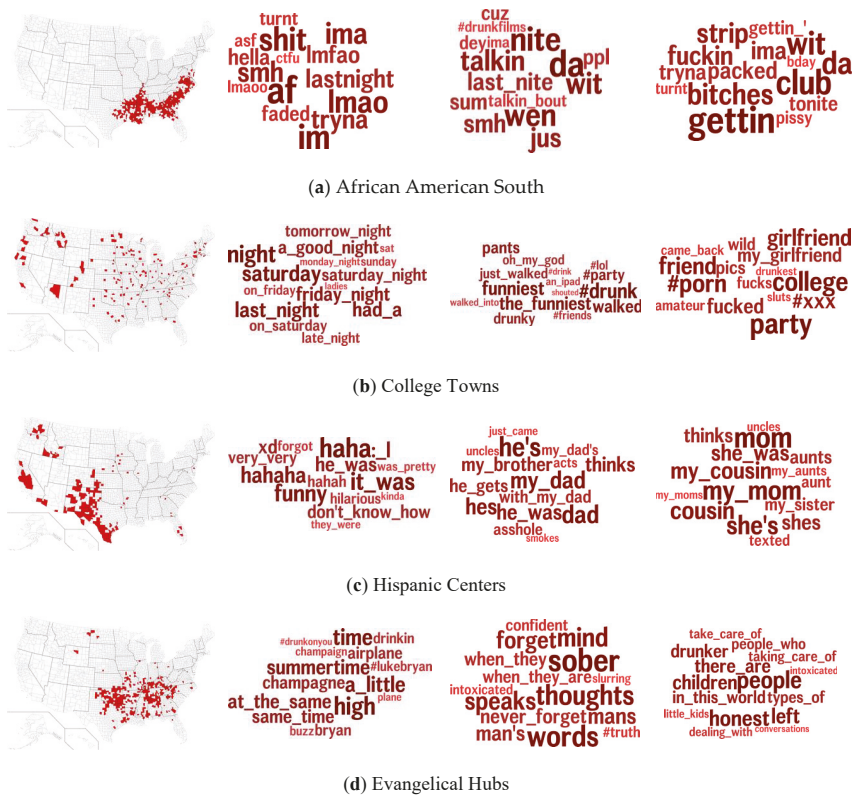 turnt
shit ima
asf
hella ctfu lmfao
smh lastnight
lmaoo af lmao
faded tryna
im
cuz
#drunkfilms nite
deyima
talkin da ppl
last_nite wit
sum talkin_bout
smh wen
jus
strip gettin_'
fuckin ima wit
tryna packed bday da
turnt bitches club
tonite
gettin pissy
(a) African American South
tomorrow_night
night a_good_night sat
monday_night sunday
saturday saturday_night
on_friday ladies
friday_night
last_night had_a
on_saturday
late_night
pants
oh_my_god
just_walked #drink #lol
an_ipad #party
funniest shouted #drunk
walked_into the_funniest walked
drunky #friends
came_back wild girlfriend
my_girlfriend
friend pics drunkest
#porn fucks college
sluts #xxx
amateur fucked
party
(b) College Towns
xd forgot haha :_l
very_very he_was was_pretty
hahaha hahah it_was
funny hilarious kinda
don't_know_how
they_were
just_came
uncles he's my_dad's
my_brother acts thinks
he_gets my_dad
with_my_dad
hes he_was dad
asshole
smokes
uncles
thinks mom
she_was aunts
my_cousin my_aunts
my_moms my_mom aunt
cousin my_sister
she's shes
texted
(c) Hispanic Centers
#drunkonyou time drinkin
champaign airplane
summertime #lukebryan
champagne a_little
at_the_same high plane
same_time
buzz bryan
confident
forget mind
when_they sober
when_they_are slurring
intoxicated
speaks thoughts
never_forget mans
man's words #truth
take_care_of
drunker people_who
taking_care_of
there_are intoxicated
children people
in_this_world types_of
little_kids honest left
dealing_with conversations
(d) Evangelical Hubs